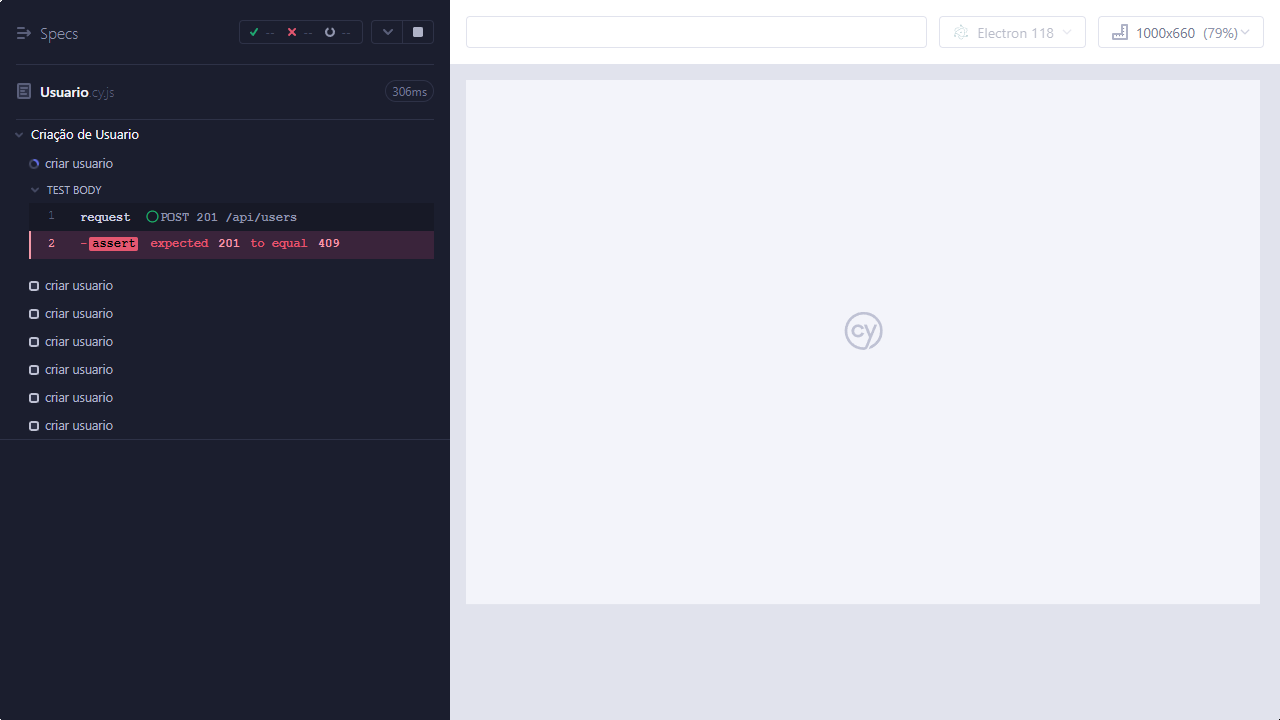 Specs -- -- --
Usuario.cy.js 306ms
Criação de Usuario
criar usuario
TEST BODY
1 request POST 201 /api/users
2 -assert expected 201 to equal 409
criar usuario
criar usuario
criar usuario
criar usuario
criar usuario
criar usuario
Electron 118 1000x660 (79%)
cy